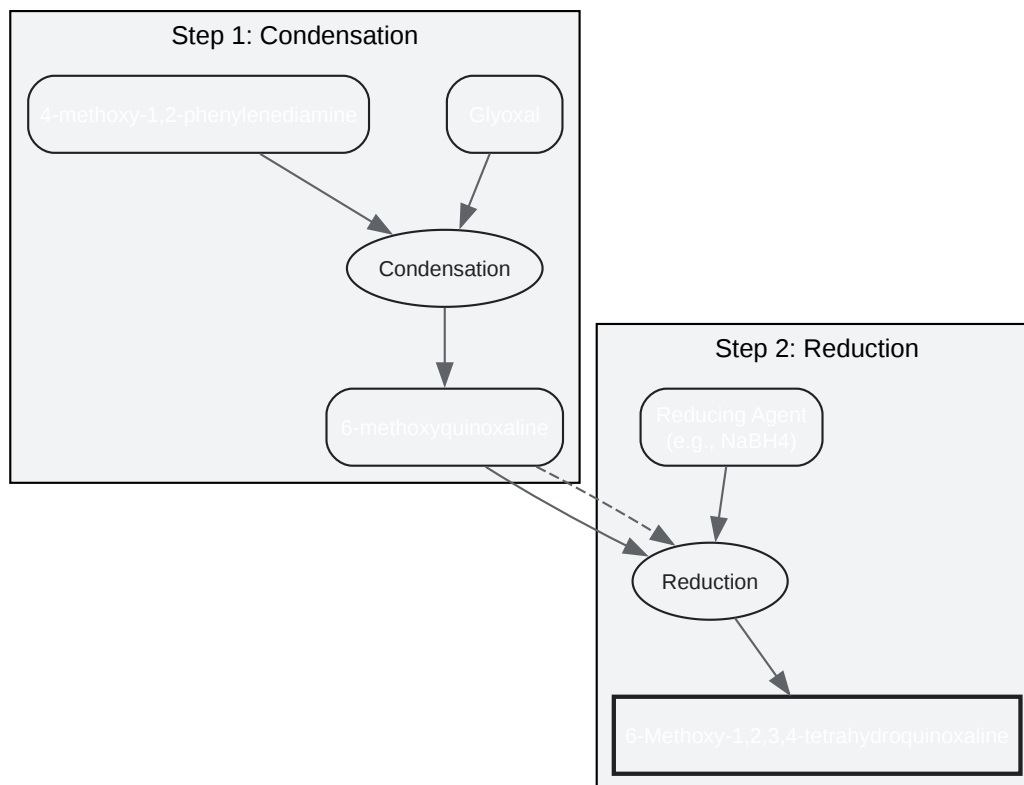 Step 1: Condensation
4-methoxy-1,2-phenylenediamine
Glyoxal
Condensation
6-methoxyquinoxaline
Step 2: Reduction
Reducing Agent
(e.g., NaBH4)
Reduction
6-Methoxy-1,2,3,4-tetrahydroquinoxaline